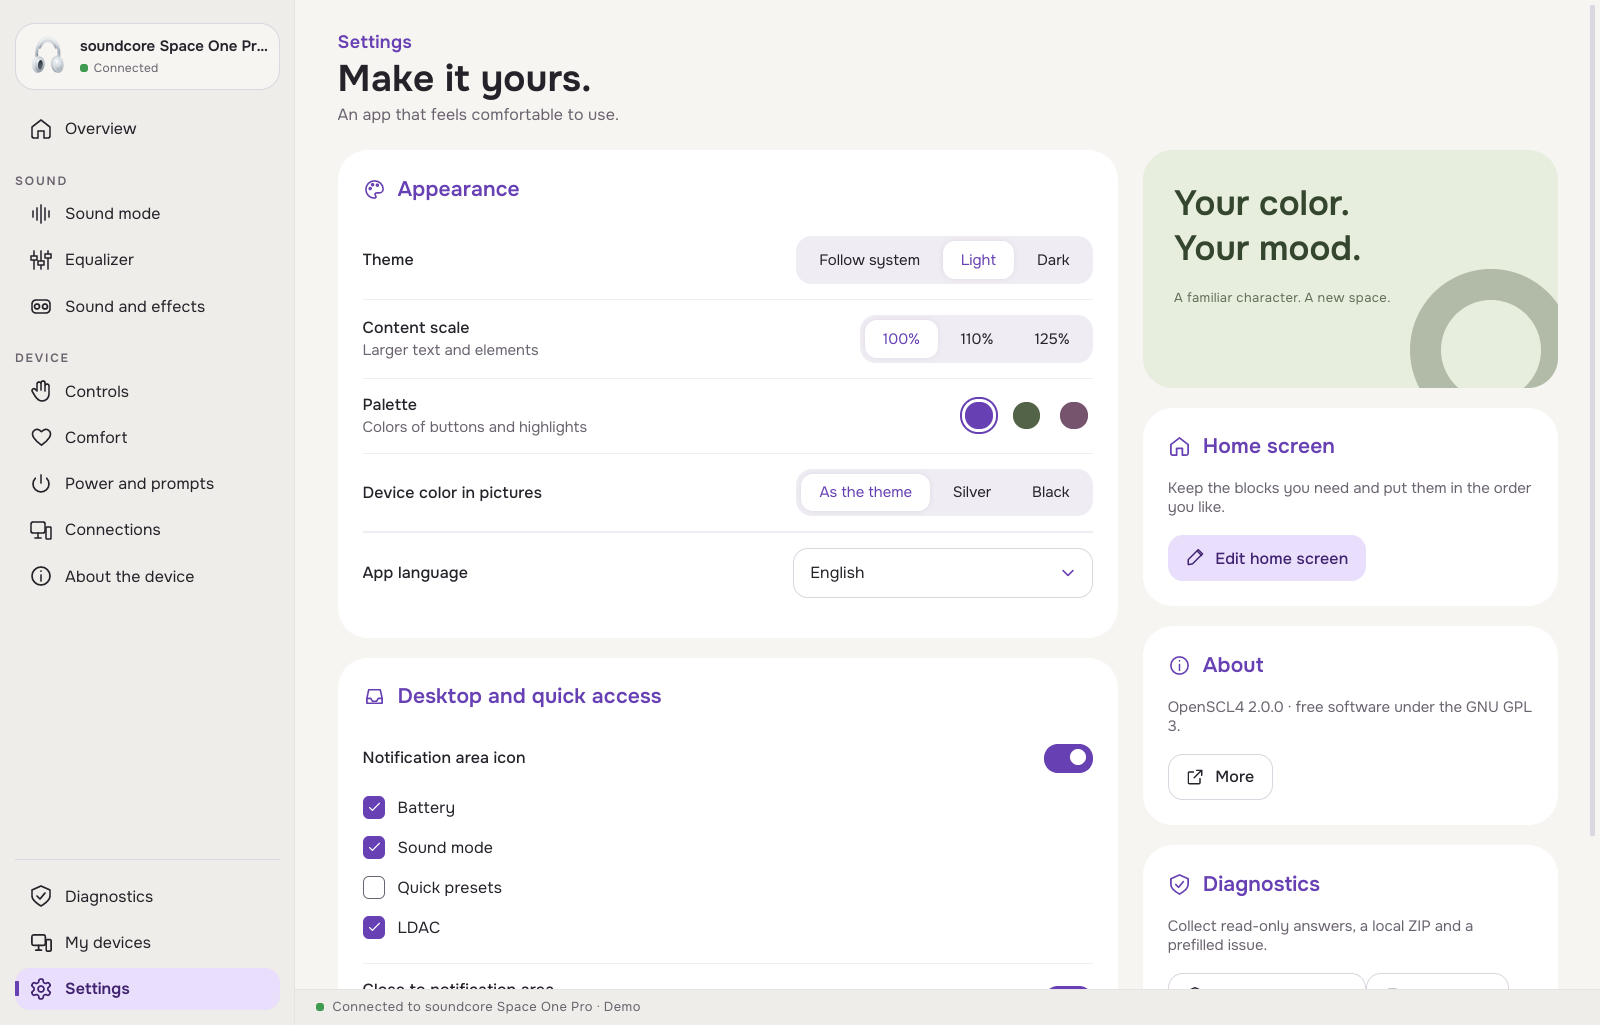 soundcore Space One Pr...
Connected
Overview
SOUND
Sound mode
Equalizer
Sound and effects
DEVICE
Controls
Comfort
Power and prompts
Connections
About the device
Diagnostics
My devices
Settings
Settings
Make it yours.
An app that feels comfortable to use.
Appearance
Theme
Follow system Light Dark
Content scale
Larger text and elements
100% 110% 125%
Palette
Colors of buttons and highlights
Device color in pictures
As the theme Silver Black
App language
English
Desktop and quick access
Notification area icon
Battery
Sound mode
Quick presets
LDAC
Close to notification area
Your color.
Your mood.
A familiar character. A new space.
Home screen
Keep the blocks you need and put them in the order
you like.
Edit home screen
About
OpenSCL4 2.0.0 · free software under the GNU GPL
3.
More
Diagnostics
Collect read-only answers, a local ZIP and a
prefilled issue.
Connected to soundcore Space One Pro · Demo